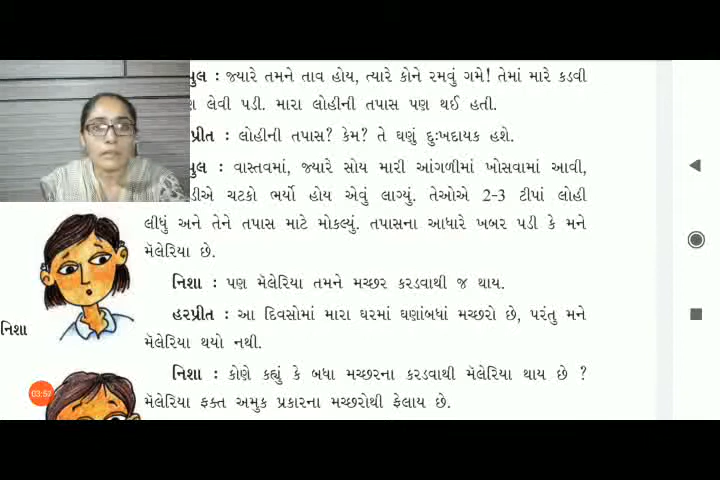 યુલ : જ્યારે તમને તાવ હોય, ત્યારે કોને રમવું ગમે! તેમાં મારે કડવી
લેવી પડી. મારા લોહીની તપાસ પણ થઈ હતી.
પ્રીત : લોહીની તપાસ? કેમ? તે ઘણું દુઃખદાયક હશે.
યુલ : વાસ્તવમાં, જ્યારે સોય મારી આંગળીમાં ખોસવામાં આવી,
ડીએ ચટકો ભર્યો હોય એવું લાગ્યું. તેઓએ 2-3 ટીપાં લોહી
લીધું અને તેને તપાસ માટે મોકલ્યું. તપાસના આધારે ખબર પડી કે મને
મૅલેરિયા છે.
નિશા : પણ મૅલેરિયા તમને મચ્છર કરડવાથી જ થાય.
હરપ્રીત : આ દિવસોમાં મારા ઘરમાં ઘણાંબધાં મચ્છરો છે, પરંતુ મને
નિશા
મૅલેરિયા થયો નથી.
નિશા : કોણે કહ્યું કે બધા મચ્છરના કરડવાથી મૅલેરિયા થાય છે ?
03:57
મૅલેરિયા ફક્ત અમુક પ્રકારના મચ્છરોથી ફેલાય છે.